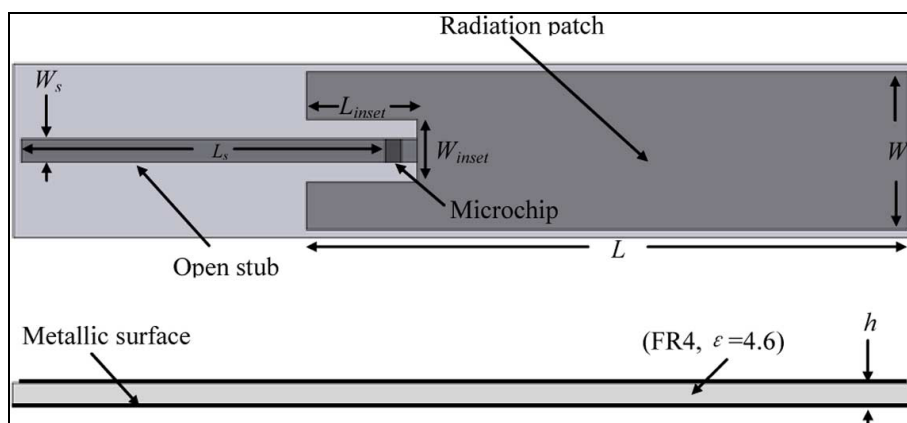 Radiation patch
W_s
L_inset
L_s
W_inset
W
Microchip
Open stub
L
Metallic surface
(FR4, ε=4.6)
h